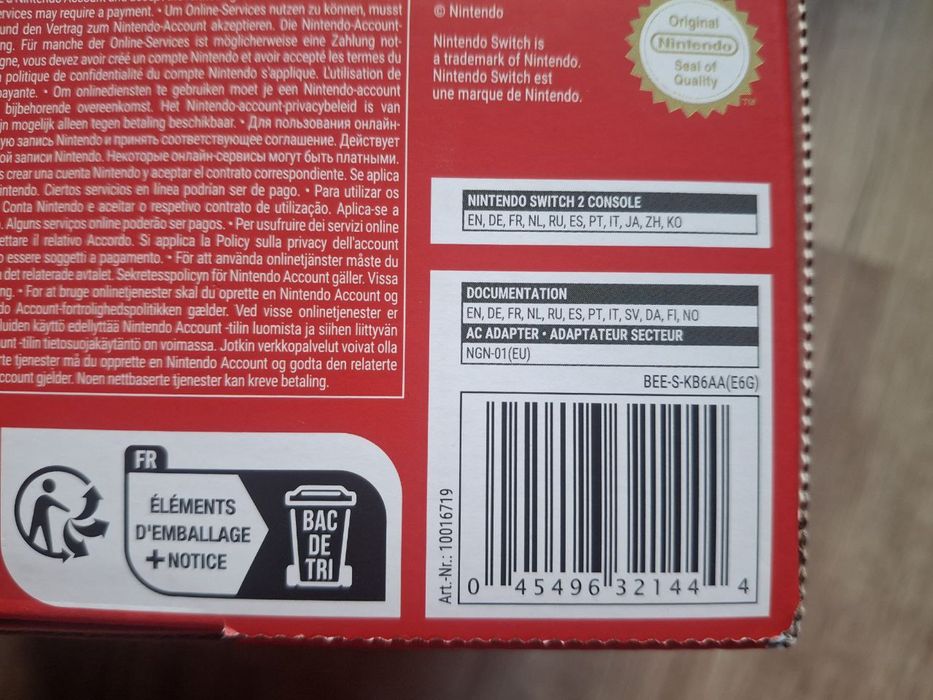 ervices may require a payment. • Um Online-Services nutzen zu können, musst
und den Vertrag zum Nintendo-Account akzeptieren. Die Nintendo-Account-
ng. Für manche der Online-Services ist möglicherweise eine Zahlung not-
gne, vous devez avoir créé un compte Nintendo et avoir accepté les termes du
politique de confidentialité du compte Nintendo s'applique. L'utilisation de
payante. • Om onlinediensten te gebruiken moet je een Nintendo-account
bijbehorende overeenkomst. Het Nintendo-account-privacybeleid is van
jn mogelijk alleen tegen betaling beschikbaar. • Для пользования онлайн-
ую запись Nintendo и принять соответствующее соглашение. Действует
ой записи Nintendo. Некоторые онлайн-сервисы могут быть платными.
s crear una cuenta Nintendo y aceptar el contrato correspondiente. Se aplica
intendo. Ciertos servicios en línea podrían ser de pago. • Para utilizar os
Conta Nintendo e aceitar o respetivo contrato de utilização. Aplica-se a
. Alguns serviços online poderão ser pagos. • Per usufruire dei servizi online
ettare il relativo Accordo. Si applica la Policy sulla privacy dell'account
o essere soggetti a pagamento. • För att använda onlinetjänster måste du
det relaterade avtalet. Sekretesspolicyn för Nintendo Account gäller. Vissa
ng. • For at bruge onlinetjenester skal du oprette en Nintendo Account og
do Account-fortrolighedspolitikken gælder. Ved visse onlinetjenester er
luiden käyttö edellyttää Nintendo Account -tilin luomista ja siihen liittyvän
unt-tilin tietosuojakäytäntö on voimassa. Jotkin verkkopalvelut voivat olla
rte tjenester må du opprette en Nintendo Account og godta den relaterte
ccount gjelder. Noen nettbaserte tjenester kan kreve betaling.
© Nintendo
Nintendo Switch is
a trademark of Nintendo.
Nintendo Switch est
une marque de Nintendo.
Original
Nintendo
Seal of
Quality
TM
NINTENDO SWITCH 2 CONSOLE
EN, DE, FR, NL, RU, ES, PT, IT, JA, ZH, KO
DOCUMENTATION
EN, DE, FR, NL, RU, ES, PT, IT, SV, DA, FI, NO
AC ADAPTER • ADAPTATEUR SECTEUR
NGN-01(EU)
BEE-S-KB6AA(E6G)
Art.-Nr.: 10016719
0 45496 32144 4
FR
ÉLÉMENTS
D'EMBALLAGE
+ NOTICE
BAC
DE
TRI